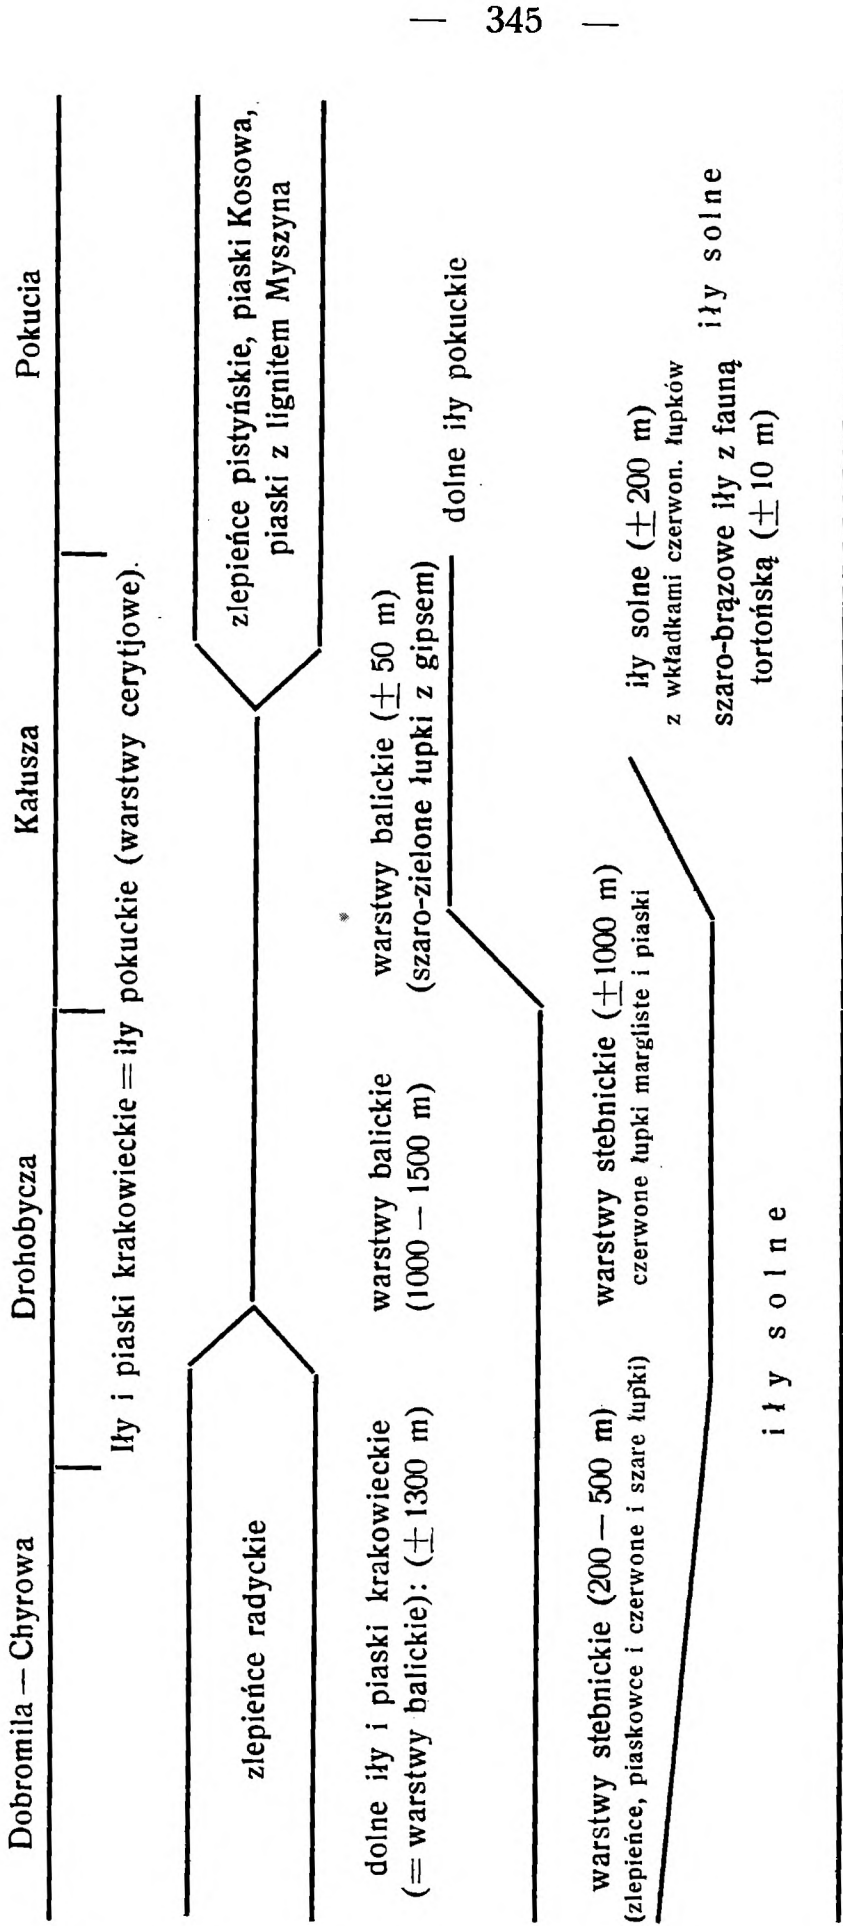 — 345 —
Dobromila — Chyrowa
Drohobycza
Kałusza
Pokucia
Iły i piaski krakowieckie = iły pokuckie (warstwy cerytjowe).
zlepieńce radyckie
zlepieńce pistyńskie, piaski Kosowa,
piaski z lignitem Myszyna
dolne iły i piaski krakowieckie
(= warstwy balickie): (± 1300 m)
warstwy balickie
(1000 — 1500 m)
warstwy balickie (± 50 m)
(szaro-zielone łupki z gipsem)
dolne iły pokuckie
warstwy stebnickie (200 — 500 m)
(zlepieńce, piaskowce i czerwone i szare łupki)
warstwy stebnickie (±1000 m)
czerwone łupki margliste i piaski
iły solne (±200 m)
z wkładkami czerwon. łupków
szaro-brązowe iły z fauną
tortońską (±10 m)
iły solne
iły solne